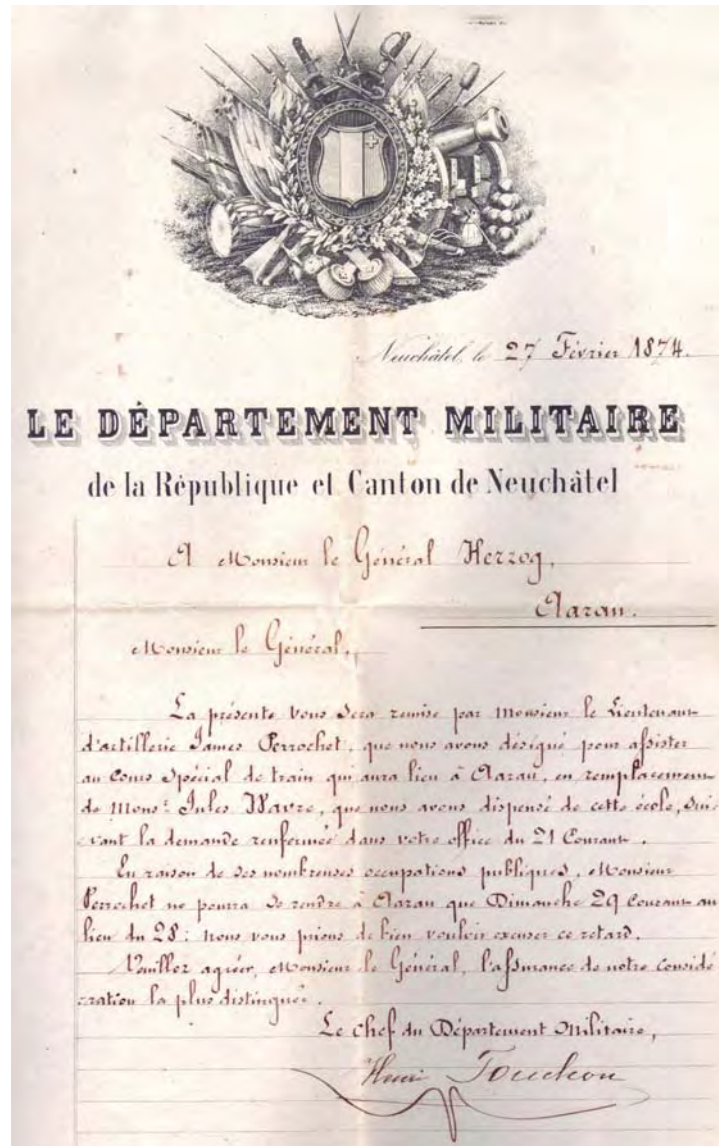 Neuchâtel, le 27 Février 1874.
LE DÉPARTEMENT MILITAIRE
de la République et Canton de Neuchâtel
A Monsieur le Général Herzog,
Aarau.
Monsieur le Général,
La présente vous sera remise par Monsieur le Lieutenant
d'artillerie James Perrochet, que nous avons désigné pour assister
au Cours Spécial de train qui aura lieu à Aarau, en remplacement
de Mons.r Jules Wavre, que nous avons dispensé de cette école, sui
-vant la demande renfermée dans votre office du 21 Courant.
En raison de ses nombreuses occupations publiques, Monsieur
Perrochet ne pourra se rendre à Aarau que Dimanche 29 Courant au
lieu du 28 : nous vous prions de bien vouloir excuser ce retard.
Veuillez agréer, Monsieur le Général, l'assurance de notre considé
-ration la plus distinguée.
Le Chef du Département Militaire,
Henri Touchon